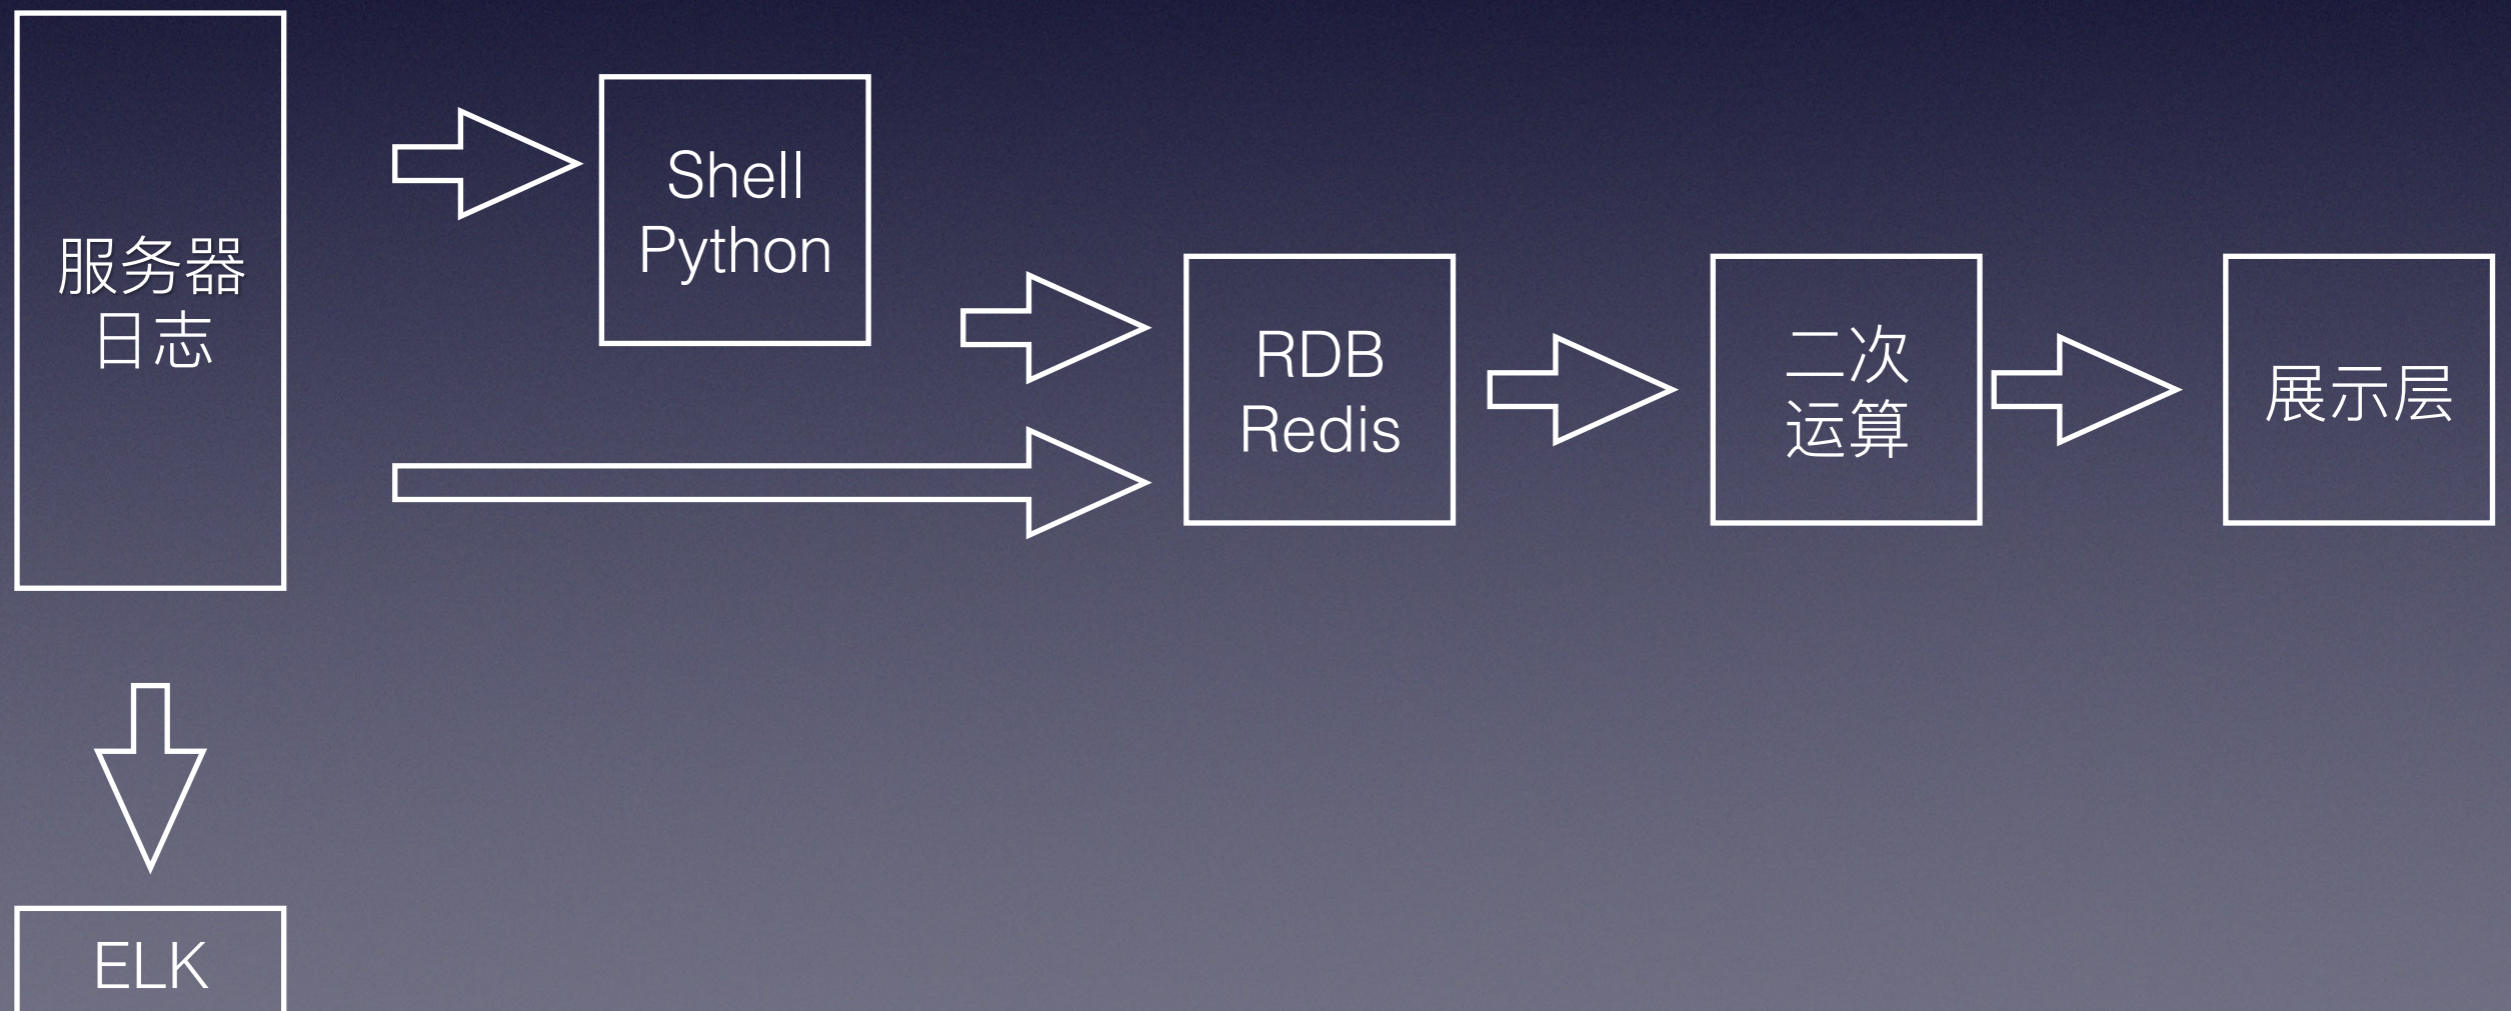 服务器
日志
Shell
Python
RDB
Redis
二次
运算
展示层
ELK